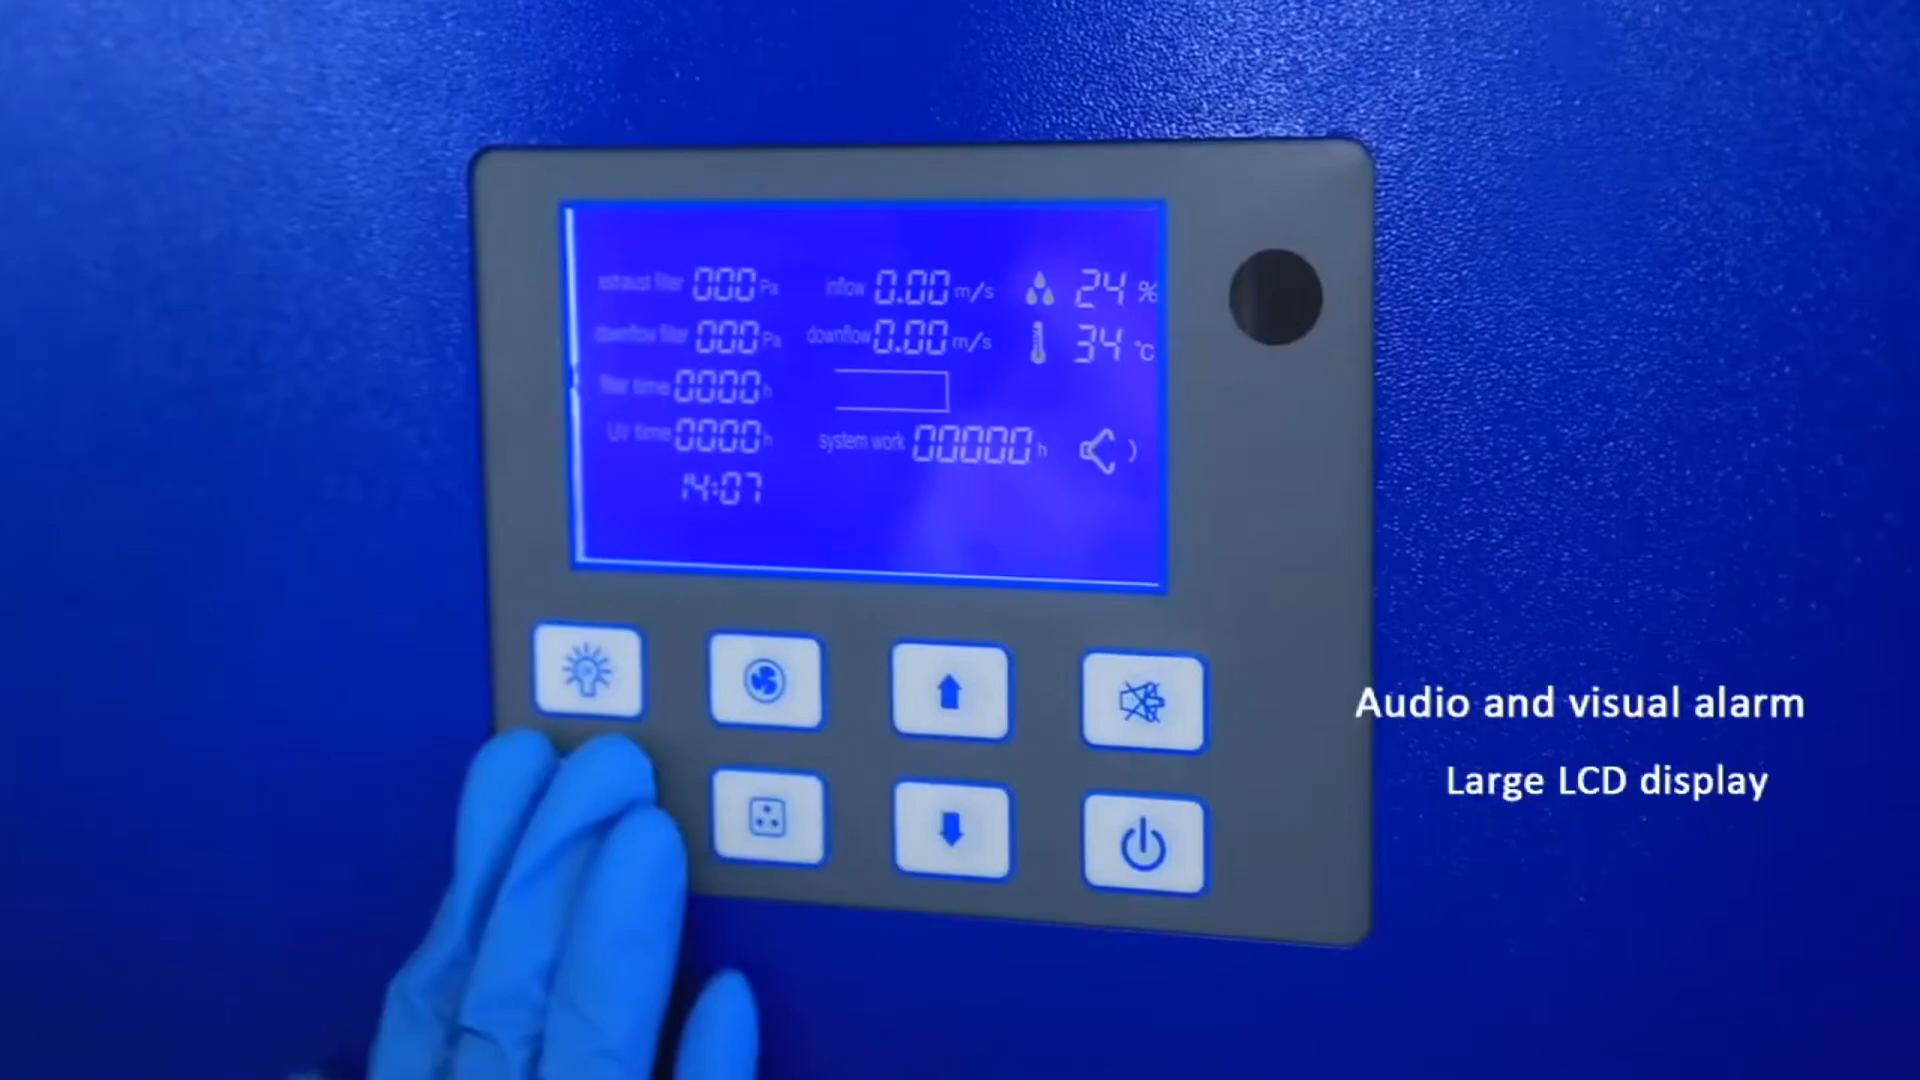 exhaust filter 000 Pa inflow 0.00 m/s 24 %
downflow filter 000 Pa downflow 0.00 m/s 34 °C
filter time 0000 h
UV time 0000 h system work 00000 h
14:07
Audio and visual alarm
Large LCD display